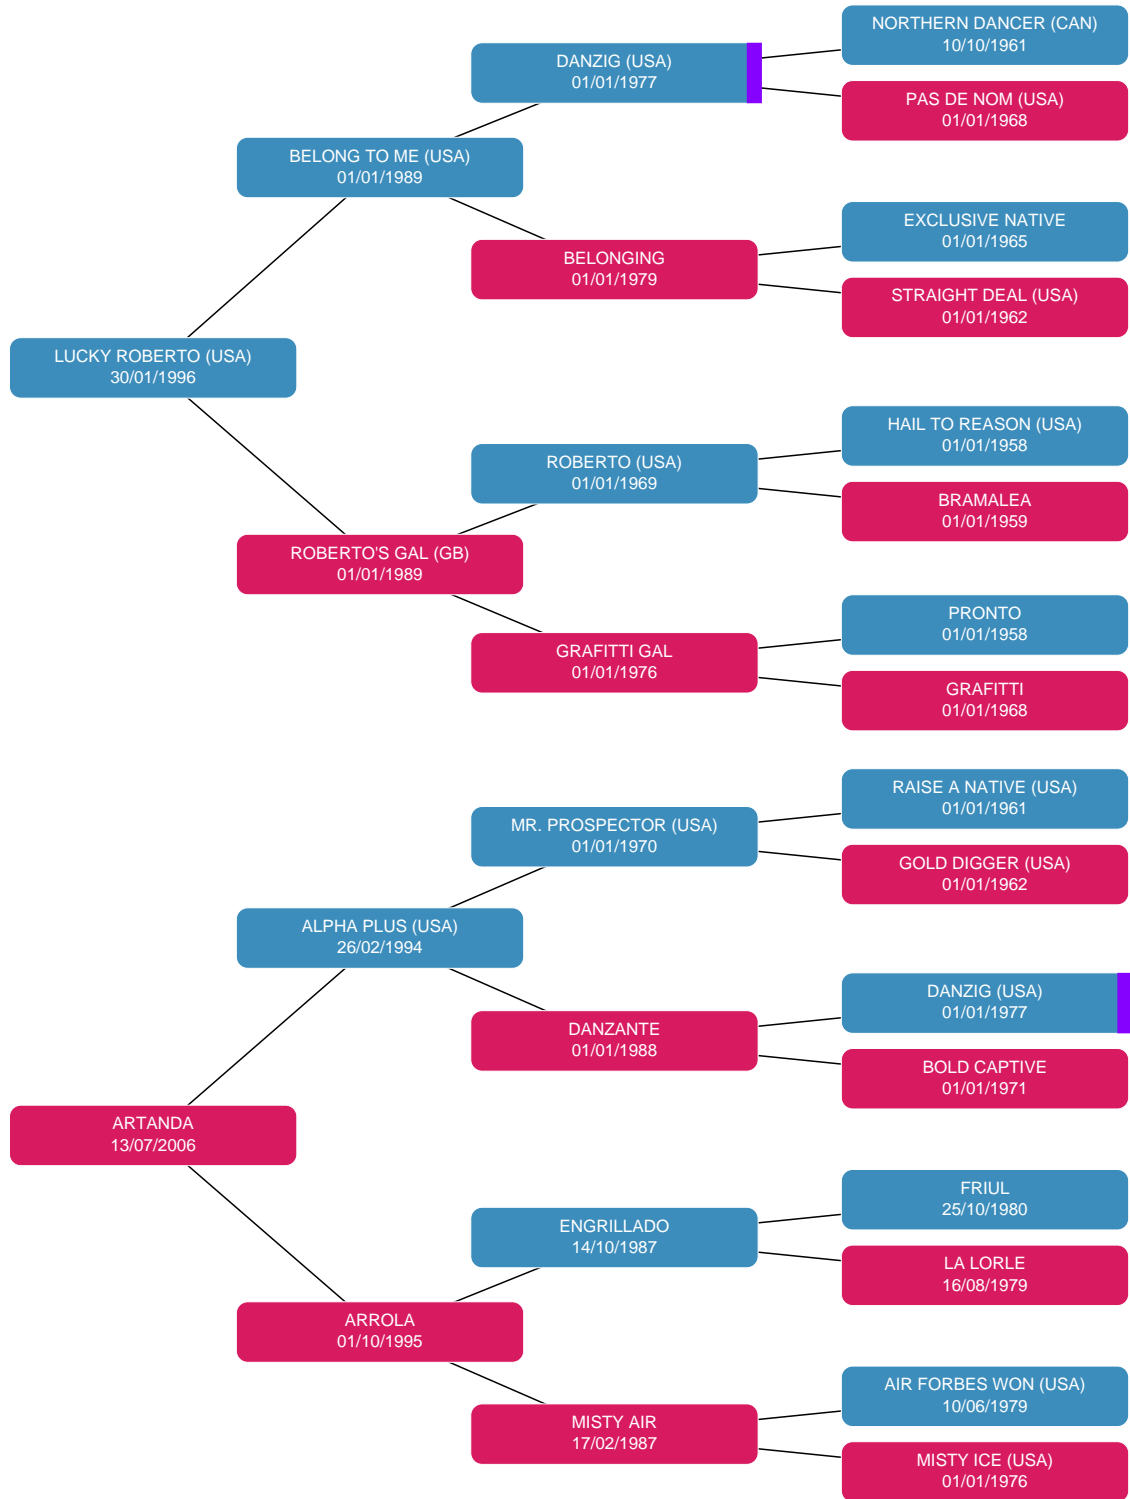 NORTHERN DANCER (CAN)
10/10/1961
DANZIG (USA)
01/01/1977
PAS DE NOM (USA)
01/01/1968
BELONG TO ME (USA)
01/01/1989
EXCLUSIVE NATIVE
01/01/1965
BELONGING
01/01/1979
STRAIGHT DEAL (USA)
01/01/1962
LUCKY ROBERTO (USA)
30/01/1996
HAIL TO REASON (USA)
01/01/1958
ROBERTO (USA)
01/01/1969
BRAMALEA
01/01/1959
ROBERTO'S GAL (GB)
01/01/1989
PRONTO
01/01/1958
GRAFITTI GAL
01/01/1976
GRAFITTI
01/01/1968
RAISE A NATIVE (USA)
01/01/1961
MR. PROSPECTOR (USA)
01/01/1970
GOLD DIGGER (USA)
01/01/1962
ALPHA PLUS (USA)
26/02/1994
DANZIG (USA)
01/01/1977
DANZANTE
01/01/1988
BOLD CAPTIVE
01/01/1971
ARTANDA
13/07/2006
FRIUL
25/10/1980
ENGRILLADO
14/10/1987
LA LORLE
16/08/1979
ARROLA
01/10/1995
AIR FORBES WON (USA)
10/06/1979
MISTY AIR
17/02/1987
MISTY ICE (USA)
01/01/1976